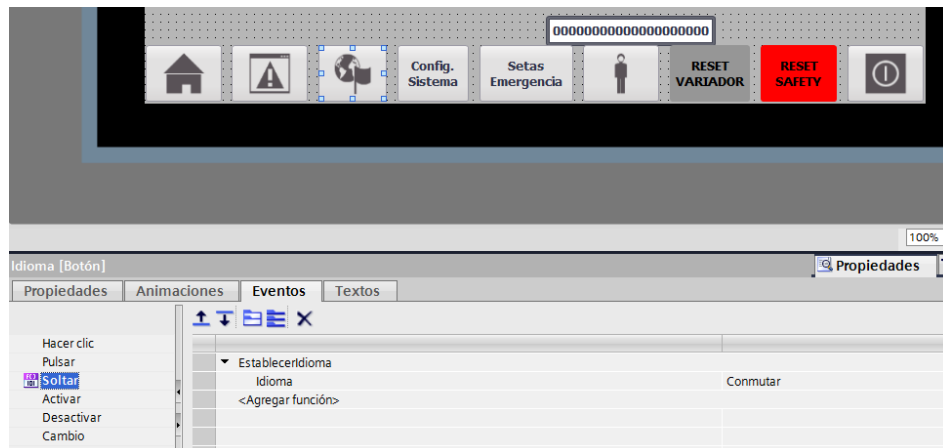 00000000000000000000
Config. Sistema
Setas Emergencia
RESET VARIADOR
RESET SAFETY
100%
Idioma [Botón]
Propiedades
Propiedades Animaciones Eventos Textos
Hacer clic
Pulsar
EstablecerIdioma
Soltar
Idioma Conmutar
Activar
<Agregar función>
Desactivar
Cambio